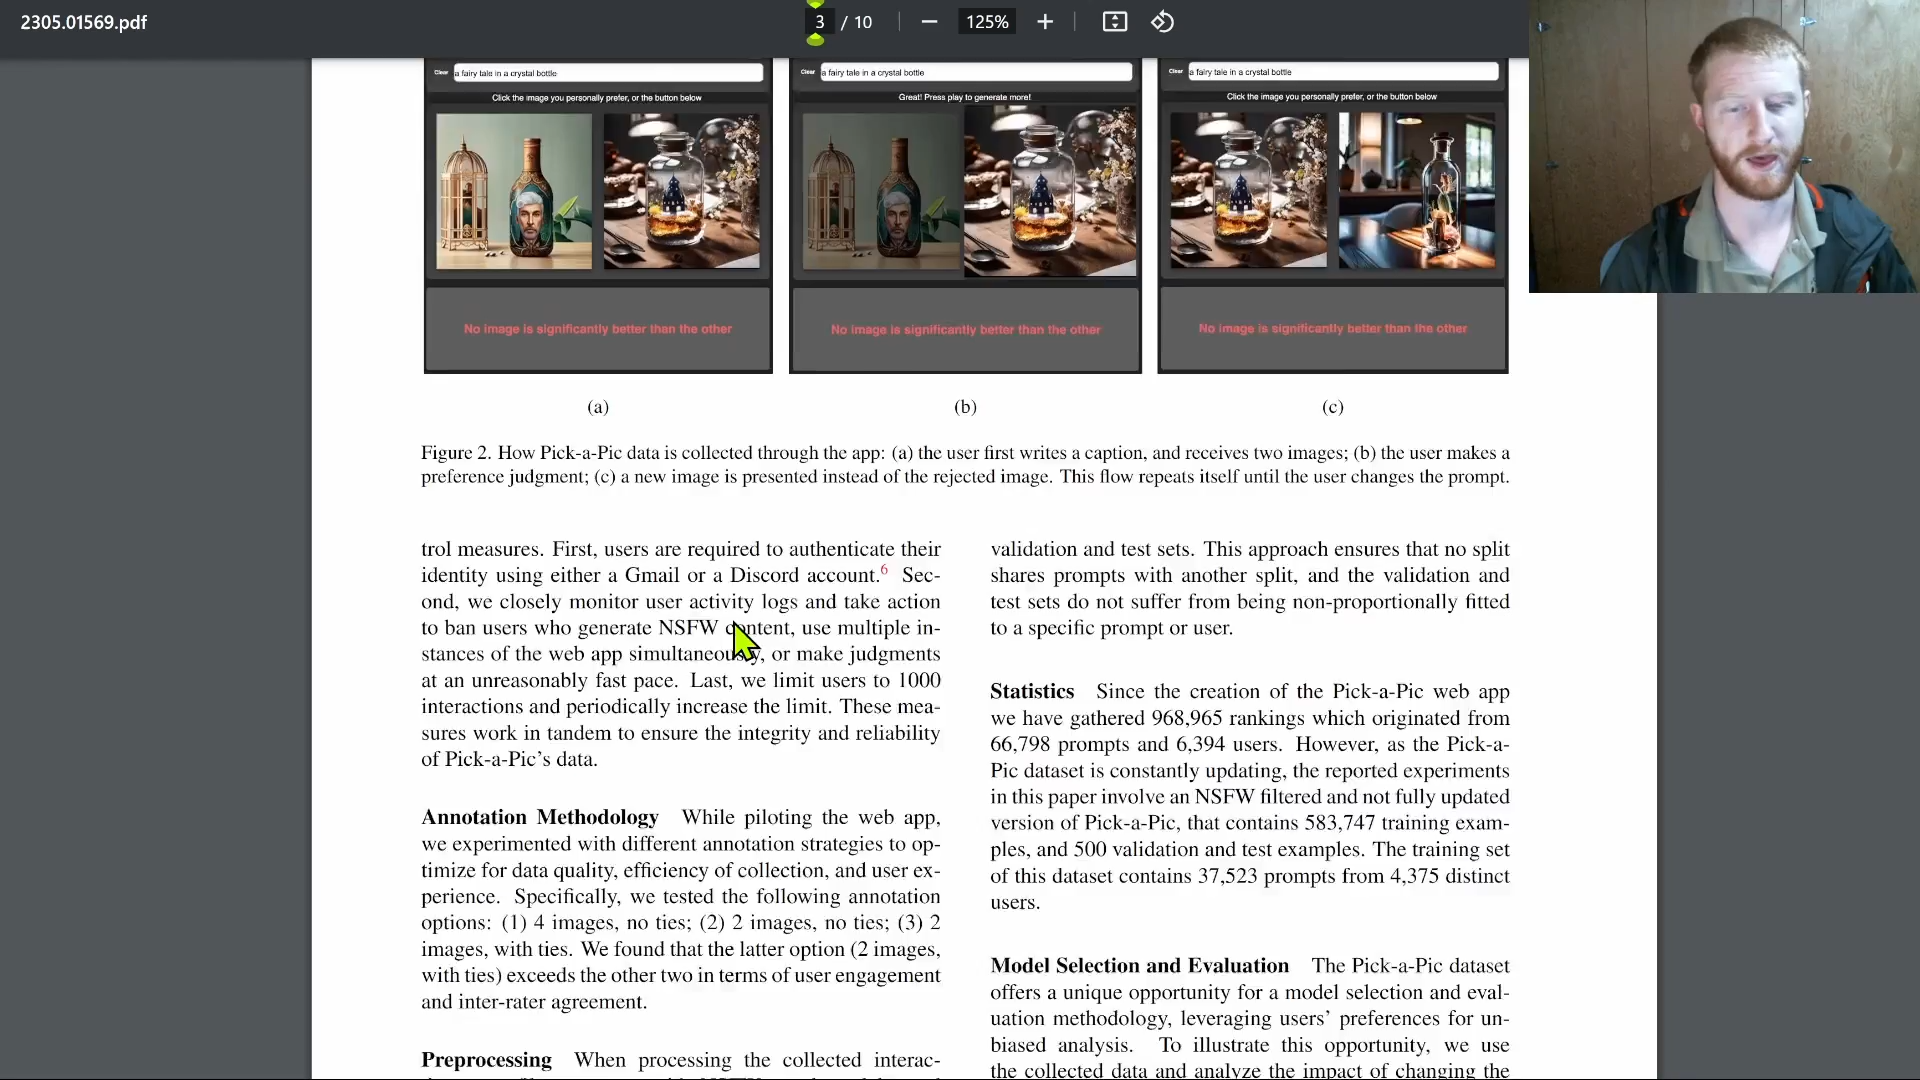 2305.01569.pdf
3 / 10
125%
Clear a fairy tale in a crystal bottle
Click the image you personally prefer, or the button below
No image is significantly better than the other
(a)
Clear a fairy tale in a crystal bottle
Great! Press play to generate more!
No image is significantly better than the other
(b)
Clear a fairy tale in a crystal bottle
Click the image you personally prefer, or the button below
No image is significantly better than the other
(c)
Figure 2. How Pick-a-Pic data is collected through the app: (a) the user first writes a caption, and receives two images; (b) the user makes a
preference judgment; (c) a new image is presented instead of the rejected image. This flow repeats itself until the user changes the prompt.
trol measures. First, users are required to authenticate their
identity using either a Gmail or a Discord account.6 Sec-
ond, we closely monitor user activity logs and take action
to ban users who generate NSFW content, use multiple in-
stances of the web app simultaneously, or make judgments
at an unreasonably fast pace. Last, we limit users to 1000
interactions and periodically increase the limit. These mea-
sures work in tandem to ensure the integrity and reliability
of Pick-a-Pic's data.
Annotation Methodology While piloting the web app,
we experimented with different annotation strategies to op-
timize for data quality, efficiency of collection, and user ex-
perience. Specifically, we tested the following annotation
options: (1) 4 images, no ties; (2) 2 images, no ties; (3) 2
images, with ties. We found that the latter option (2 images,
with ties) exceeds the other two in terms of user engagement
and inter-rater agreement.
Preprocessing When processing the collected interac-
validation and test sets. This approach ensures that no split
shares prompts with another split, and the validation and
test sets do not suffer from being non-proportionally fitted
to a specific prompt or user.
Statistics Since the creation of the Pick-a-Pic web app
we have gathered 968,965 rankings which originated from
66,798 prompts and 6,394 users. However, as the Pick-a-
Pic dataset is constantly updating, the reported experiments
in this paper involve an NSFW filtered and not fully updated
version of Pick-a-Pic, that contains 583,747 training exam-
ples, and 500 validation and test examples. The training set
of this dataset contains 37,523 prompts from 4,375 distinct
users.
Model Selection and Evaluation The Pick-a-Pic dataset
offers a unique opportunity for a model selection and eval-
uation methodology, leveraging users' preferences for un-
biased analysis. To illustrate this opportunity, we use
the collected data and analyze the impact of changing the